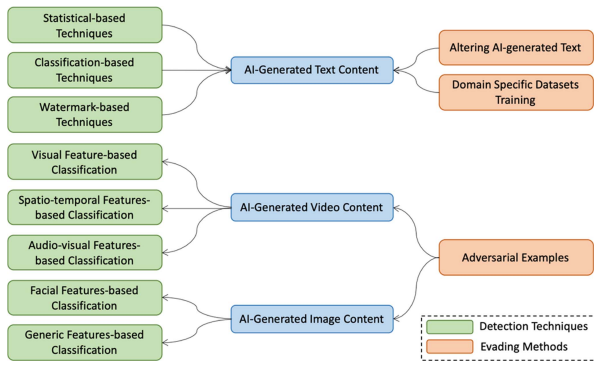 Statistical-based
Techniques
Classification-based
Techniques
Watermark-based
Techniques
Visual Feature-based
Classification
Spatio-temporal Features-
based Classification
Audio-visual Features-
based Classification
Facial Features-based
Classification
Generic Features-based
Classification
AI-Generated Text Content
AI-Generated Video Content
AI-Generated Image Content
Altering AI-generated Text
Domain Specific Datasets
Training
Adversarial Examples
Detection Techniques
Evading Methods